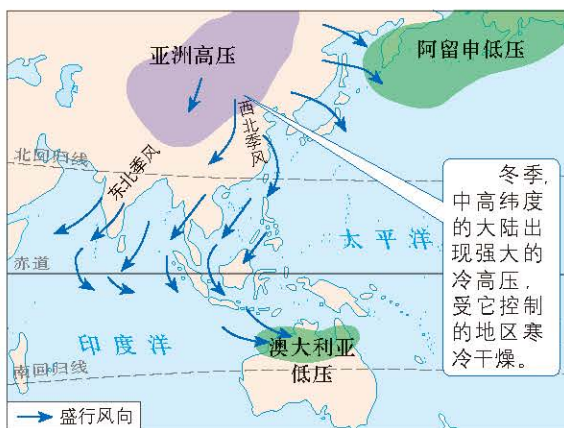 亚洲高压
阿留申低压
西北季风
东北季风
北回归线
冬季，
中高纬度
的大陆出
现强大的
冷高压，
受它控制
的地区寒
冷干燥。
太平洋
赤道
印度洋
澳大利亚
低压
南回归线
盛行风向